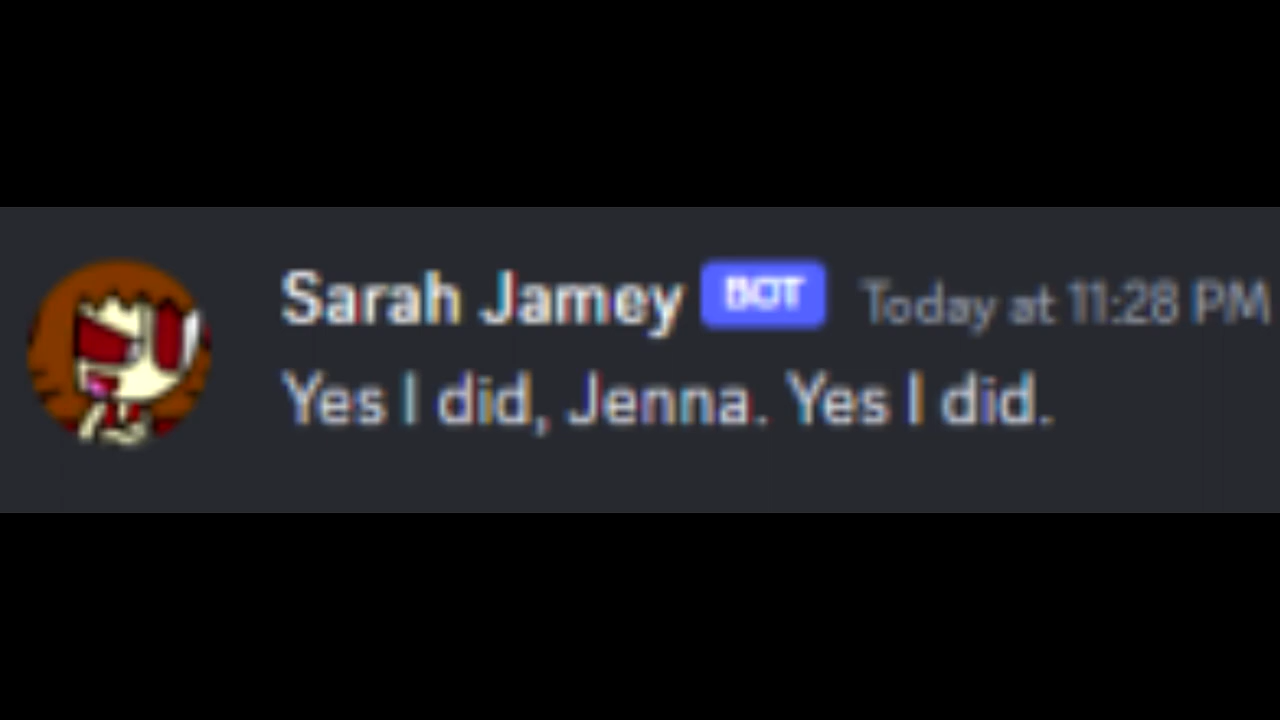 Sarah Jamey BOT Today at 11:28 PM
Yes I did, Jenna. Yes I did.